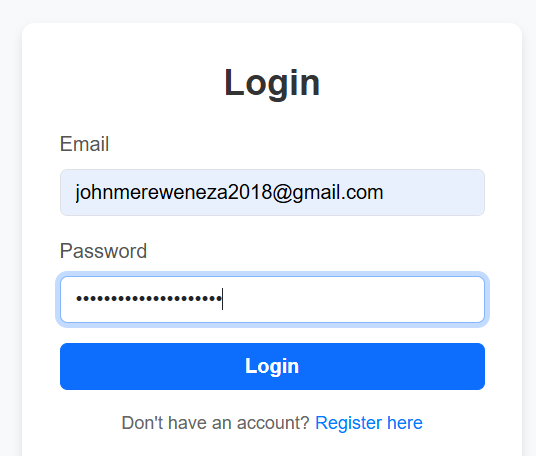 Login
Email
johnmereweneza2018@gmail.com
Password
•••••••••••••••••••••
Login
Don't have an account? Register here